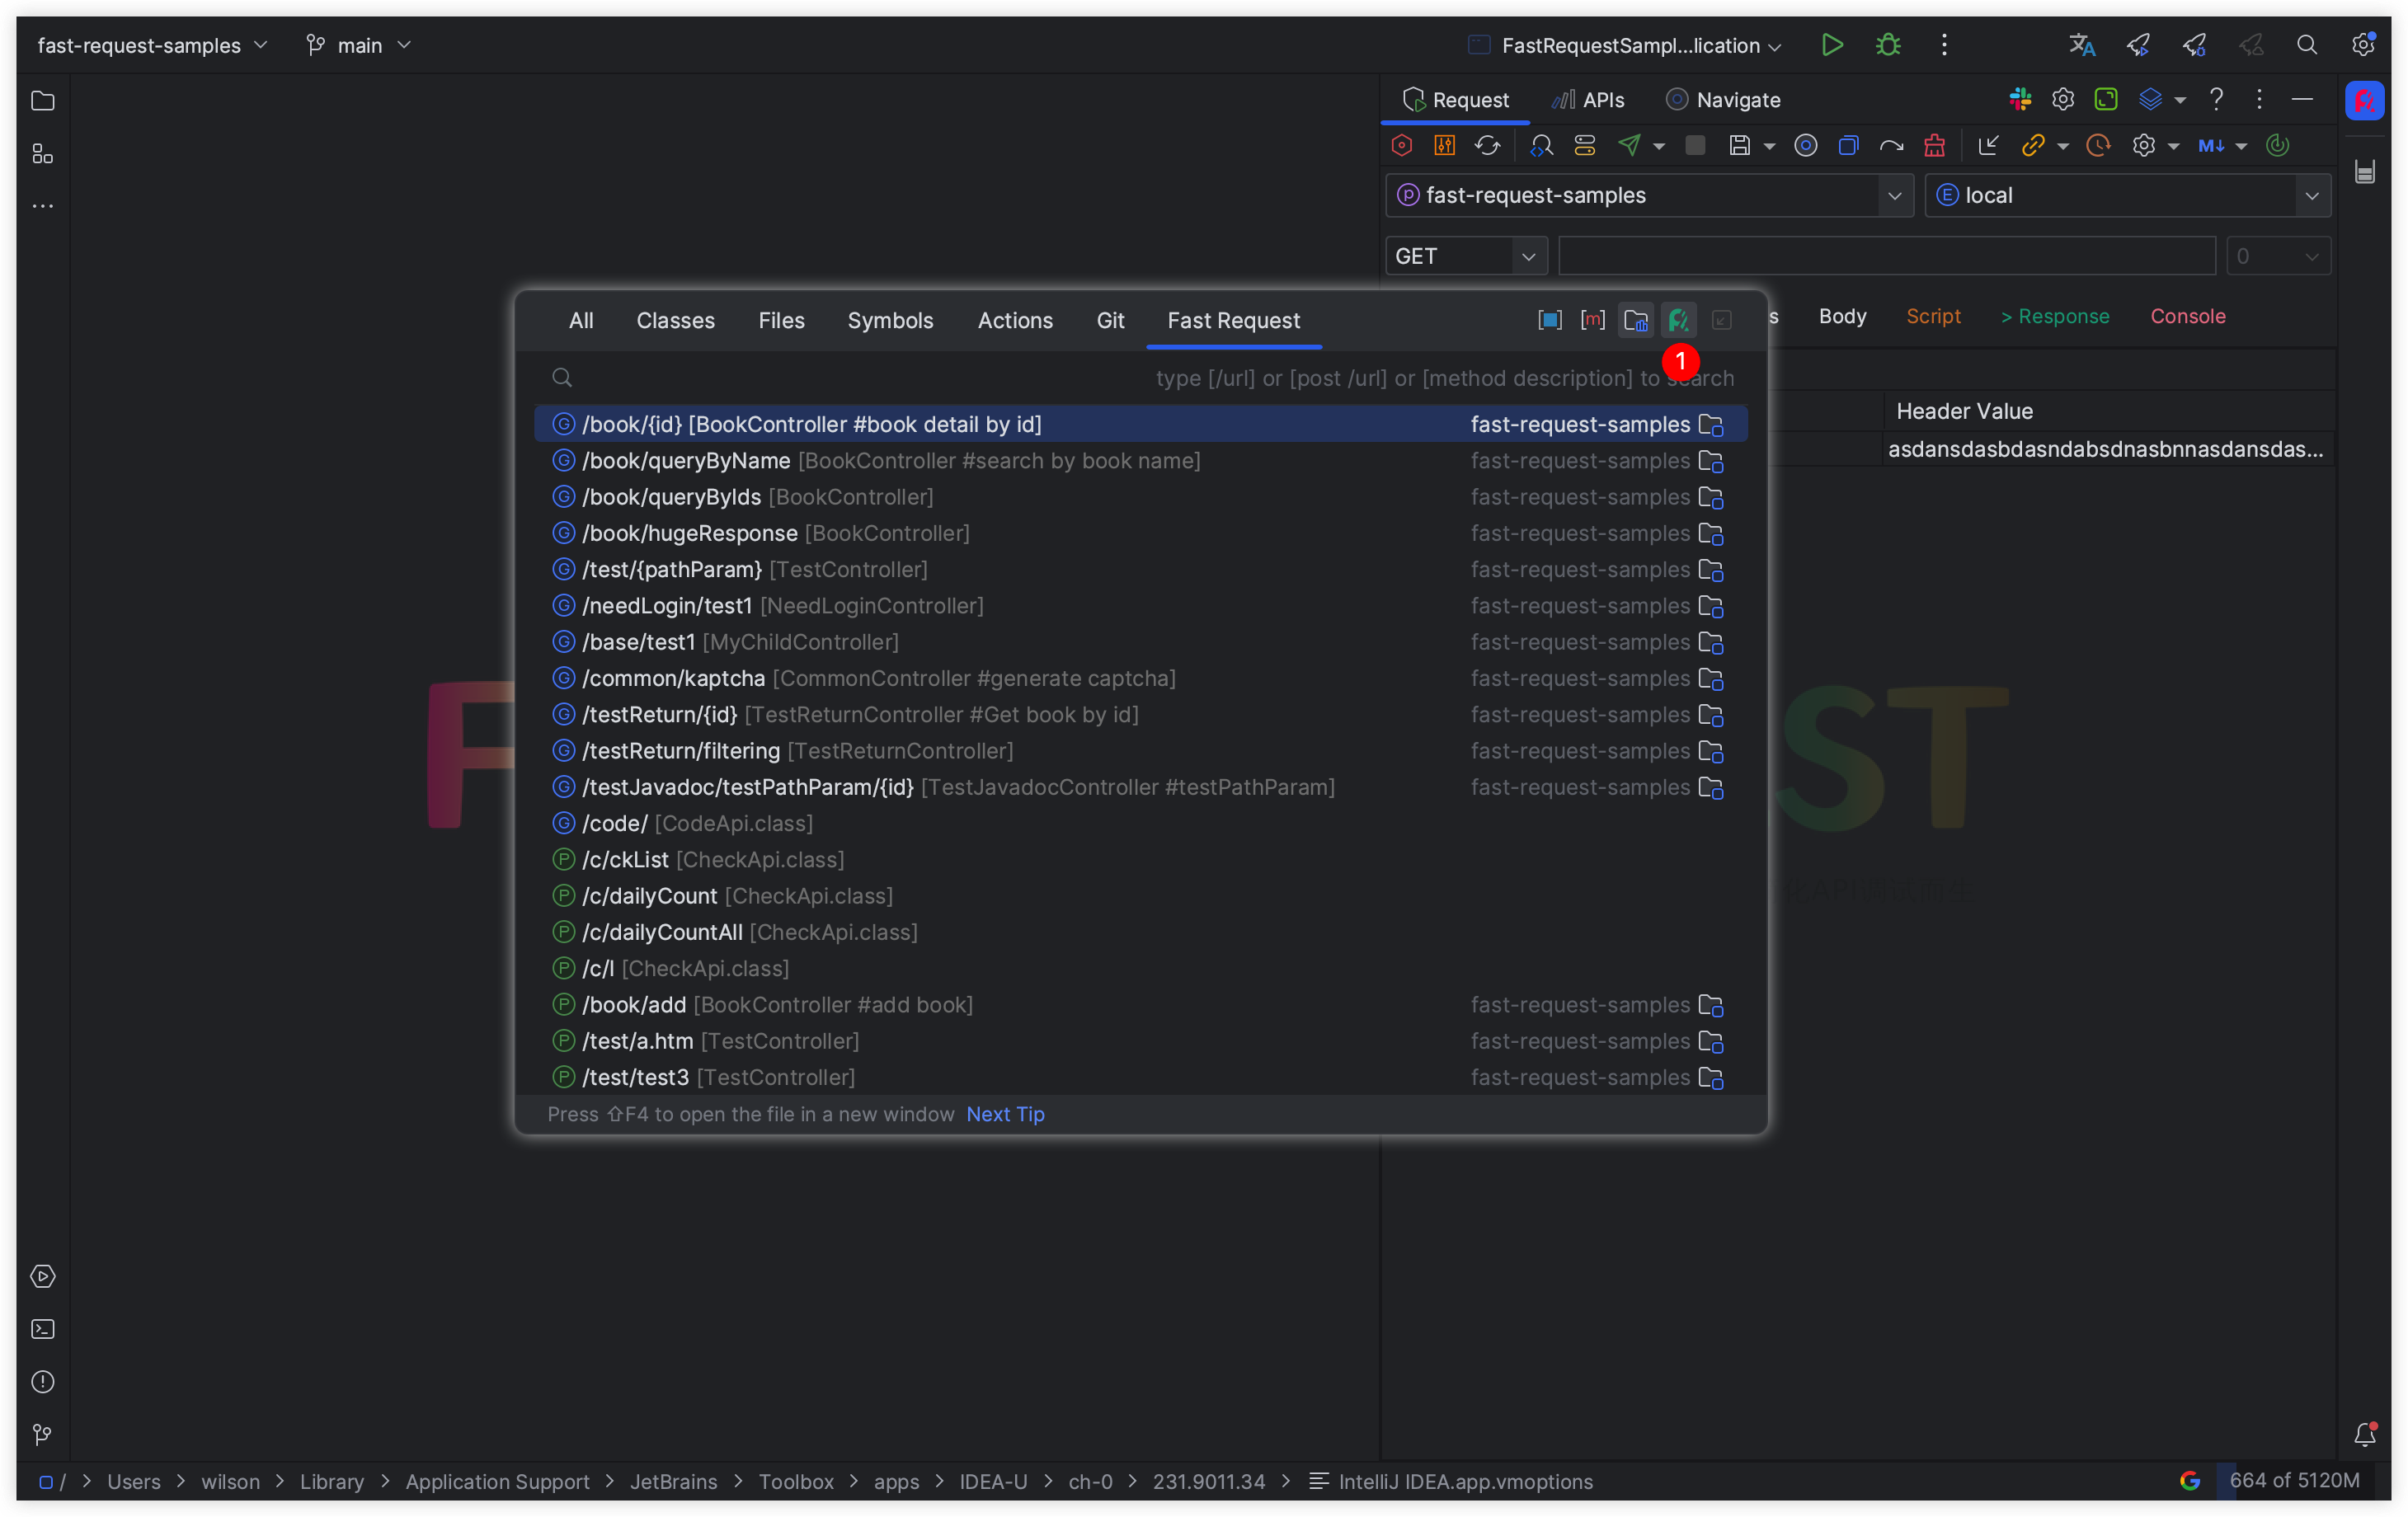 fast-request-samples main FastRequestSampl...lication
Request APIs Navigate
M↓
fast-request-samples local
GET 0
All Classes Files Symbols Actions Git Fast Request
s Body Script > Response Console
1
type [/url] or [post /url] or [method description] to search
Header Value
asdansdasbdasndabsdnasbnnasdansdas...
G /book/{id} [BookController #book detail by id] fast-request-samples
G /book/queryByName [BookController #search by book name] fast-request-samples
G /book/queryByIds [BookController] fast-request-samples
G /book/hugeResponse [BookController] fast-request-samples
G /test/{pathParam} [TestController] fast-request-samples
G /needLogin/test1 [NeedLoginController] fast-request-samples
G /base/test1 [MyChildController] fast-request-samples
G /common/kaptcha [CommonController #generate captcha] fast-request-samples
G /testReturn/{id} [TestReturnController #Get book by id] fast-request-samples
G /testReturn/filtering [TestReturnController] fast-request-samples
G /testJavadoc/testPathParam/{id} [TestJavadocController #testPathParam] fast-request-samples
G /code/ [CodeApi.class]
P /c/ckList [CheckApi.class]
P /c/dailyCount [CheckApi.class]
P /c/dailyCountAll [CheckApi.class]
P /c/l [CheckApi.class]
P /book/add [BookController #add book] fast-request-samples
P /test/a.htm [TestController] fast-request-samples
P /test/test3 [TestController] fast-request-samples
Press ⇧F4 to open the file in a new window Next Tip
F ST
/ > Users > wilson > Library > Application Support > JetBrains > Toolbox > apps > IDEA-U > ch-0 > 231.9011.34 > IntelliJ IDEA.app.vmoptions 664 of 5120M